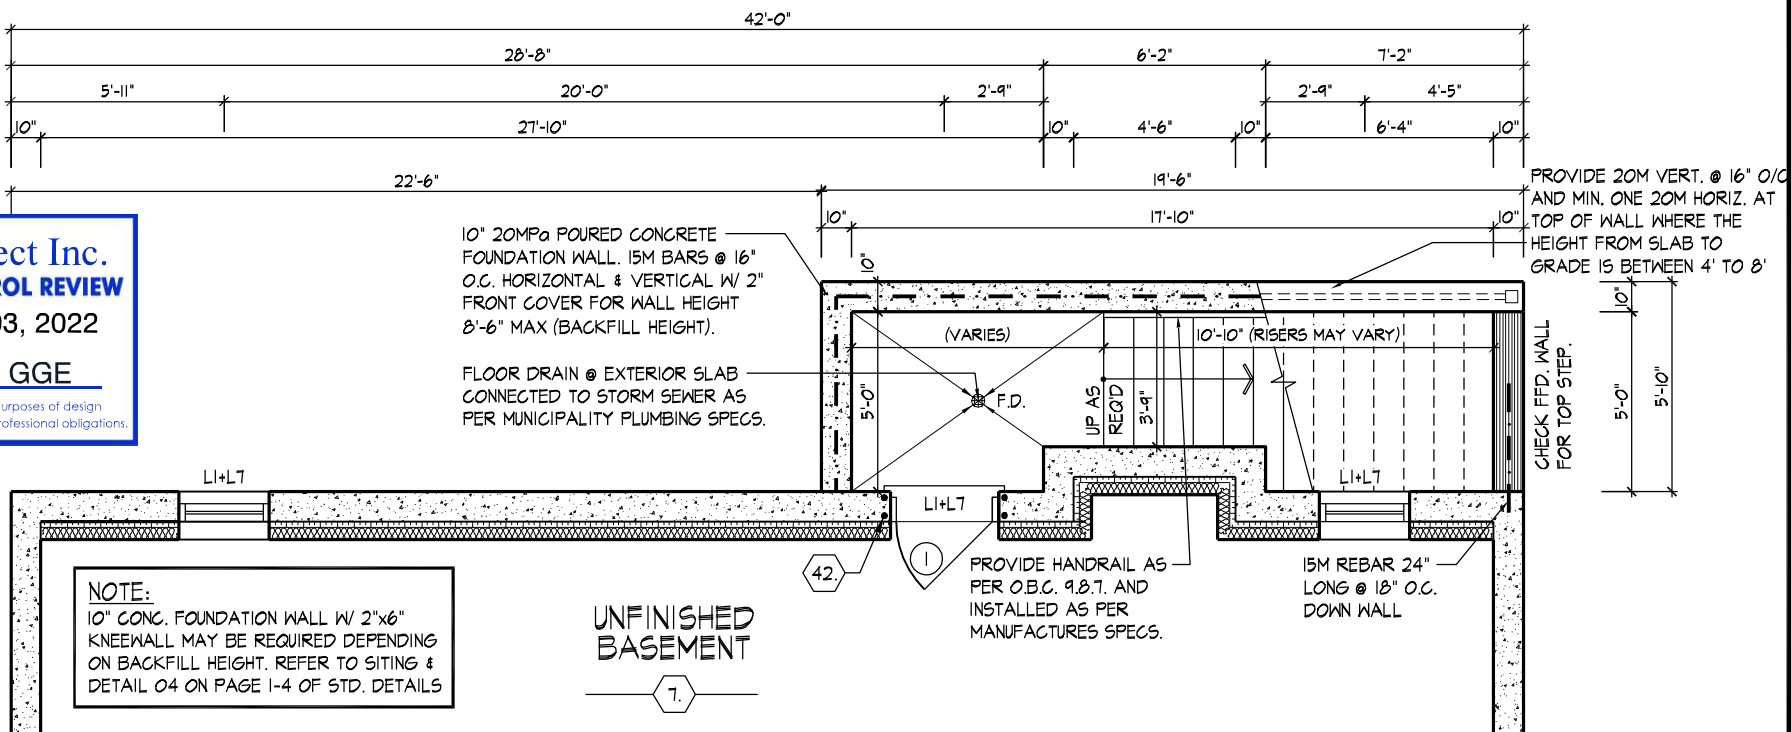 42'-0"
28'-8" 6'-2" 7'-2"
5'-11" 20'-0" 2'-9" 2'-9" 4'-5"
10" 27'-10" 10" 4'-6" 10" 6'-4" 10"
22'-6" 19'-6"
10" 17'-10" 10"
PROVIDE 20M VERT. @ 16" O/C
AND MIN. ONE 20M HORIZ. AT
TOP OF WALL WHERE THE
HEIGHT FROM SLAB TO
GRADE IS BETWEEN 4' TO 8'
ect Inc.
ROL REVIEW
03, 2022
GGE
urposes of design
rofessional obligations.
10" 20MPa POURED CONCRETE
FOUNDATION WALL. 15M BARS @ 16"
O.C. HORIZONTAL & VERTICAL W/ 2"
FRONT COVER FOR WALL HEIGHT
8'-6" MAX (BACKFILL HEIGHT).
FLOOR DRAIN @ EXTERIOR SLAB
CONNECTED TO STORM SEWER AS
PER MUNICIPALITY PLUMBING SPECS.
10"
(VARIES)
10'-10" (RISERS MAY VARY)
5'-0"
F.D.
UP AS
REQ'D
3'-9"
CHECK FFD. WALL
FOR TOP STEP.
10"
5'-0"
5'-10"
L1+L7
L1+L7
L1+L7
42.
1
PROVIDE HANDRAIL AS
PER O.B.C. 9.8.7. AND
INSTALLED AS PER
MANUFACTURES SPECS.
15M REBAR 24"
LONG @ 18" O.C.
DOWN WALL
NOTE:
10" CONC. FOUNDATION WALL W/ 2"x6"
KNEEWALL MAY BE REQUIRED DEPENDING
ON BACKFILL HEIGHT. REFER TO SITING &
DETAIL 04 ON PAGE 1-4 OF STD. DETAILS
UNFINISHED
BASEMENT
7.